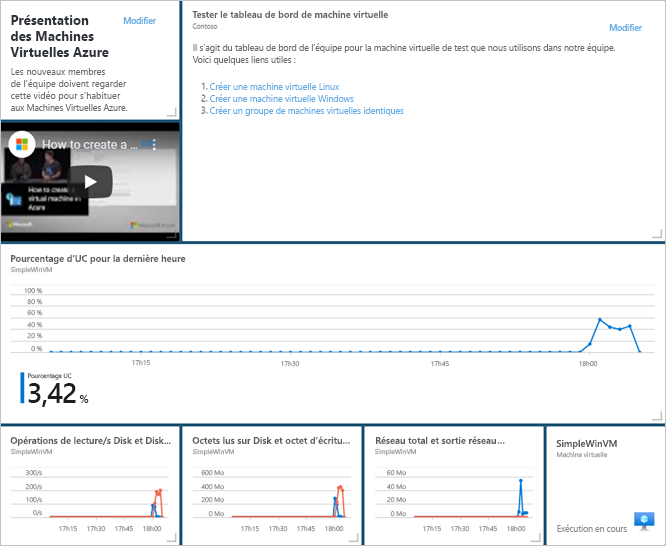 Présentation
des Machines
Virtuelles Azure
Modifier
Les nouveaux membres
de l'équipe doivent regarder
cette vidéo pour s'habituer
aux Machines Virtuelles Azure.
Tester le tableau de bord de machine virtuelle
Contoso
Modifier
Il s'agit du tableau de bord de l'équipe pour la machine virtuelle de test que nous utilisons dans notre équipe.
Voici quelques liens utiles :
1. Créer une machine virtuelle Linux
2. Créer une machine virtuelle Windows
3. Créer un groupe de machines virtuelles identiques
How to create a ...
How to create a
virtual machine in
Azure
Microsoft
Pourcentage d'UC pour la dernière heure
SimpleWinVM
100 %
80 %
60 %
40 %
20 %
0 %
17h15
17h30
17h45
18h00
Pourcentage UC
3,42 %
Opérations de lecture/s Disk et Disk...
SimpleWinVM
300/s
200/s
100/s
0/s
17h15 17h30 17h45 18h00
Octets lus sur Disk et octet d'écritu...
SimpleWinVM
600 Mo
400 Mo
200 Mo
0 Mo
17h15 17h30 17h45 18h00
Réseau total et sortie réseau...
SimpleWinVM
60 Mo
40 Mo
20 Mo
0 Mo
17h15 17h30 17h45 18h00
SimpleWinVM
Machine virtuelle
Exécution en cours